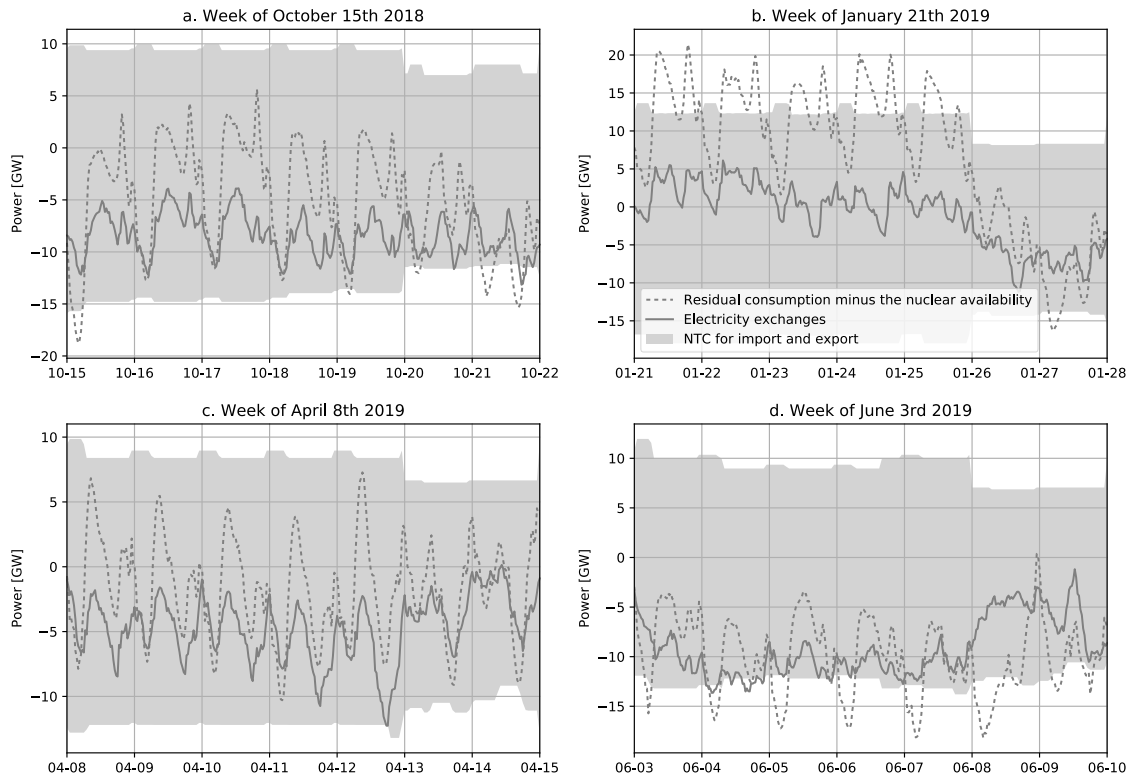 a. Week of October 15th 2018
Power [GW]
10
5
0
−5
−10
−15
−20
10-15 10-16 10-17 10-18 10-19 10-20 10-21 10-22
b. Week of January 21th 2019
Power [GW]
20
15
10
5
0
−5
−10
−15
Residual consumption minus the nuclear availability
Electricity exchanges
NTC for import and export
01-21 01-22 01-23 01-24 01-25 01-26 01-27 01-28
c. Week of April 8th 2019
Power [GW]
10
5
0
−5
−10
04-08 04-09 04-10 04-11 04-12 04-13 04-14 04-15
d. Week of June 3rd 2019
Power [GW]
10
5
0
−5
−10
−15
06-03 06-04 06-05 06-06 06-07 06-08 06-09 06-10